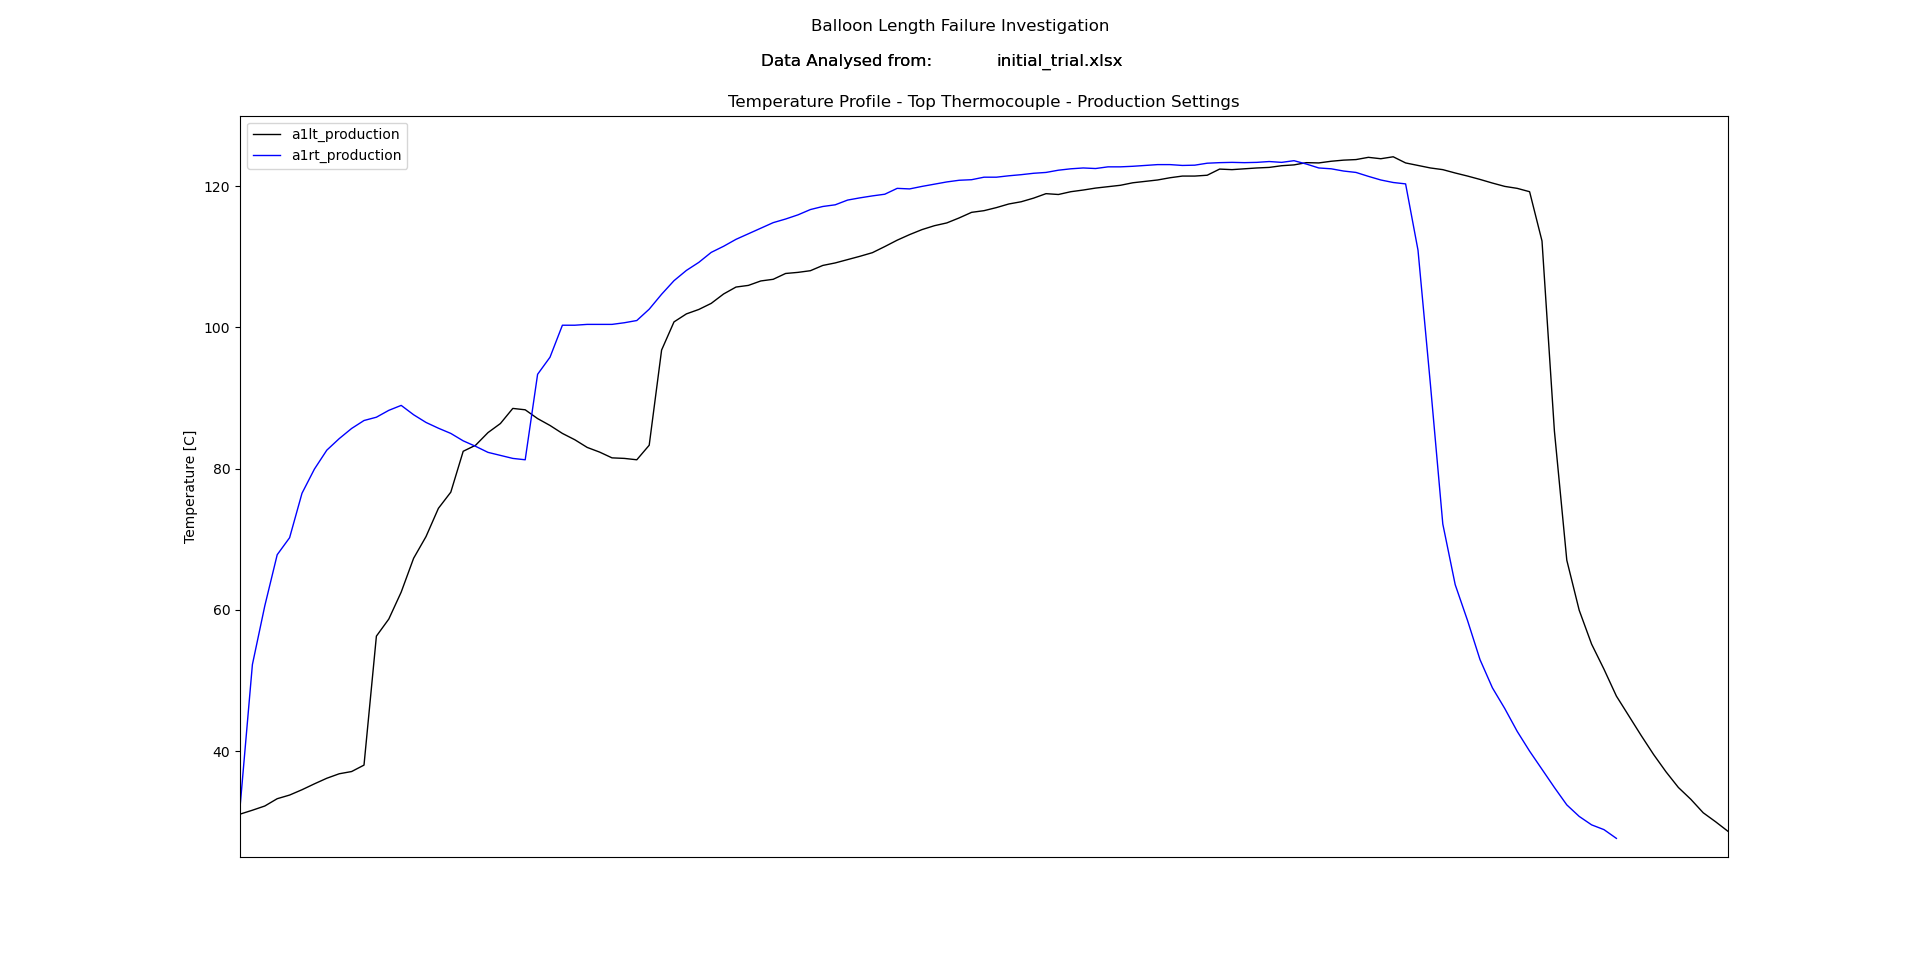 Balloon Length Failure Investigation
Data Analysed from: initial_trial.xlsx
Temperature Profile - Top Thermocouple - Production Settings
a1lt_production
a1rt_production
120
100
80
60
40
Temperature [C]